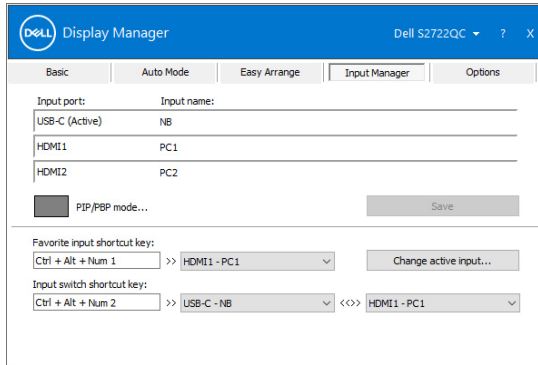 DELL Display Manager Dell S2722QC ? X
Basic Auto Mode Easy Arrange Input Manager Options
Input port: Input name:
USB-C (Active) NB
HDMI1 PC1
HDMI2 PC2
PIP/PBP mode... Save
Favorite input shortcut key:
Ctrl + Alt + Num 1 >> HDMI1 - PC1 Change active input...
Input switch shortcut key:
Ctrl + Alt + Num 2 >> USB-C - NB <<>> HDMI1 - PC1